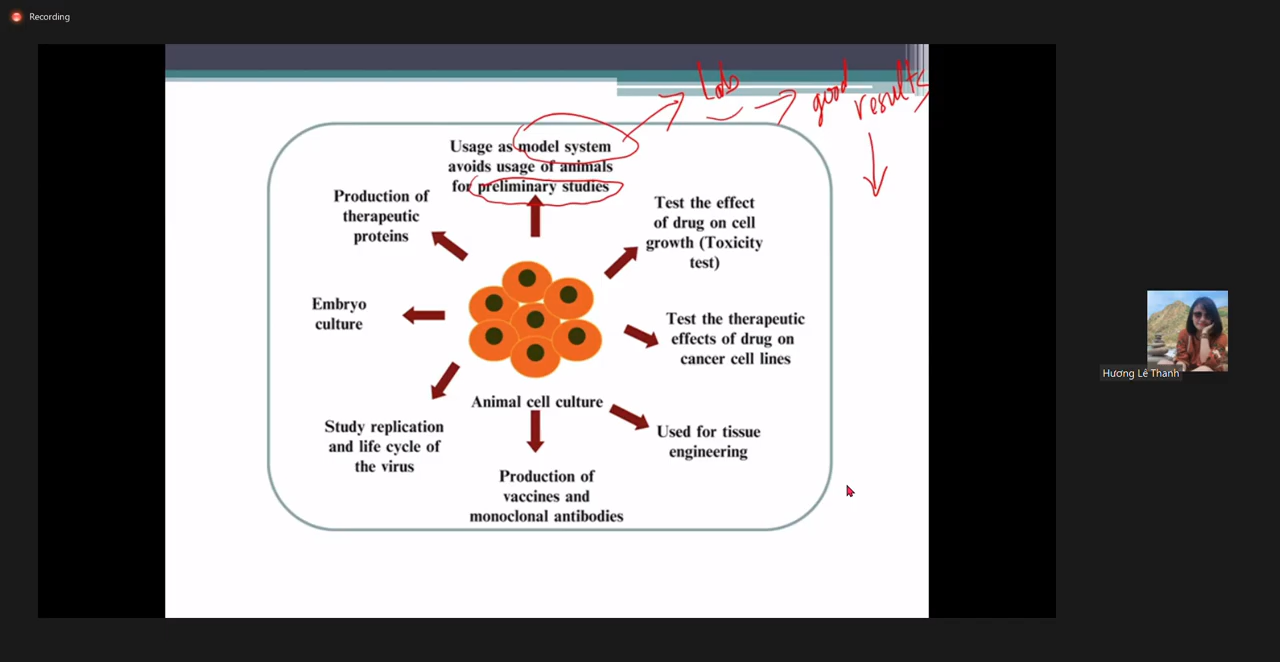 Recording
Lab
good
results
Usage as model system
avoids usage of animals
for preliminary studies
Production of
therapeutic
proteins
Test the effect
of drug on cell
growth (Toxicity
test)
Embryo
culture
Test the therapeutic
effects of drug on
cancer cell lines
Hương Lê Thanh
Animal cell culture
Study replication
and life cycle of
the virus
Used for tissue
engineering
Production of
vaccines and
monoclonal antibodies